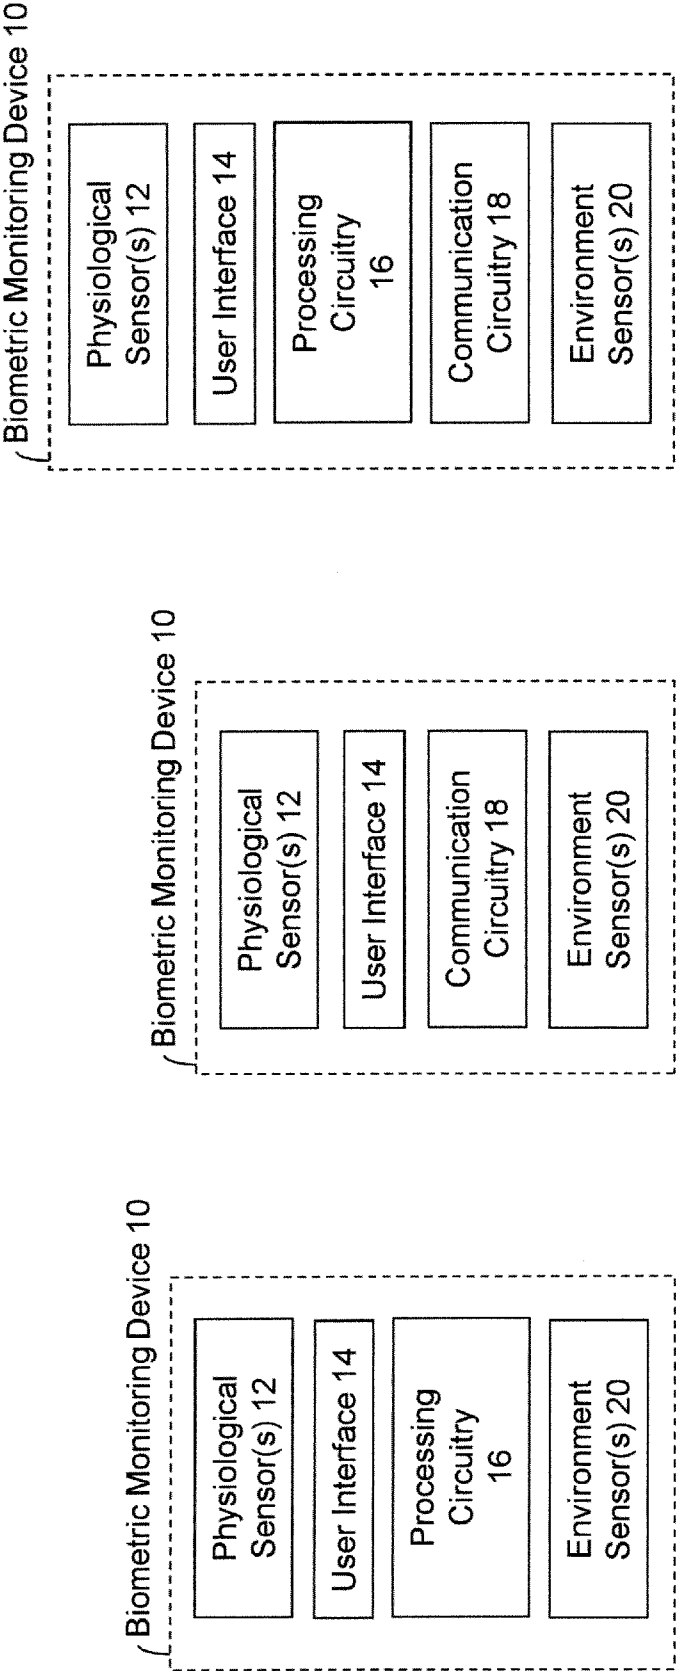 Biometric Monitoring Device 10
Physiological
Sensor(s) 12
User Interface 14
Processing
Circuitry
16
Environment
Sensor(s) 20
Biometric Monitoring Device 10
Physiological
Sensor(s) 12
User Interface 14
Communication
Circuitry 18
Environment
Sensor(s) 20
Biometric Monitoring Device 10
Physiological
Sensor(s) 12
User Interface 14
Processing
Circuitry
16
Communication
Circuitry 18
Environment
Sensor(s) 20